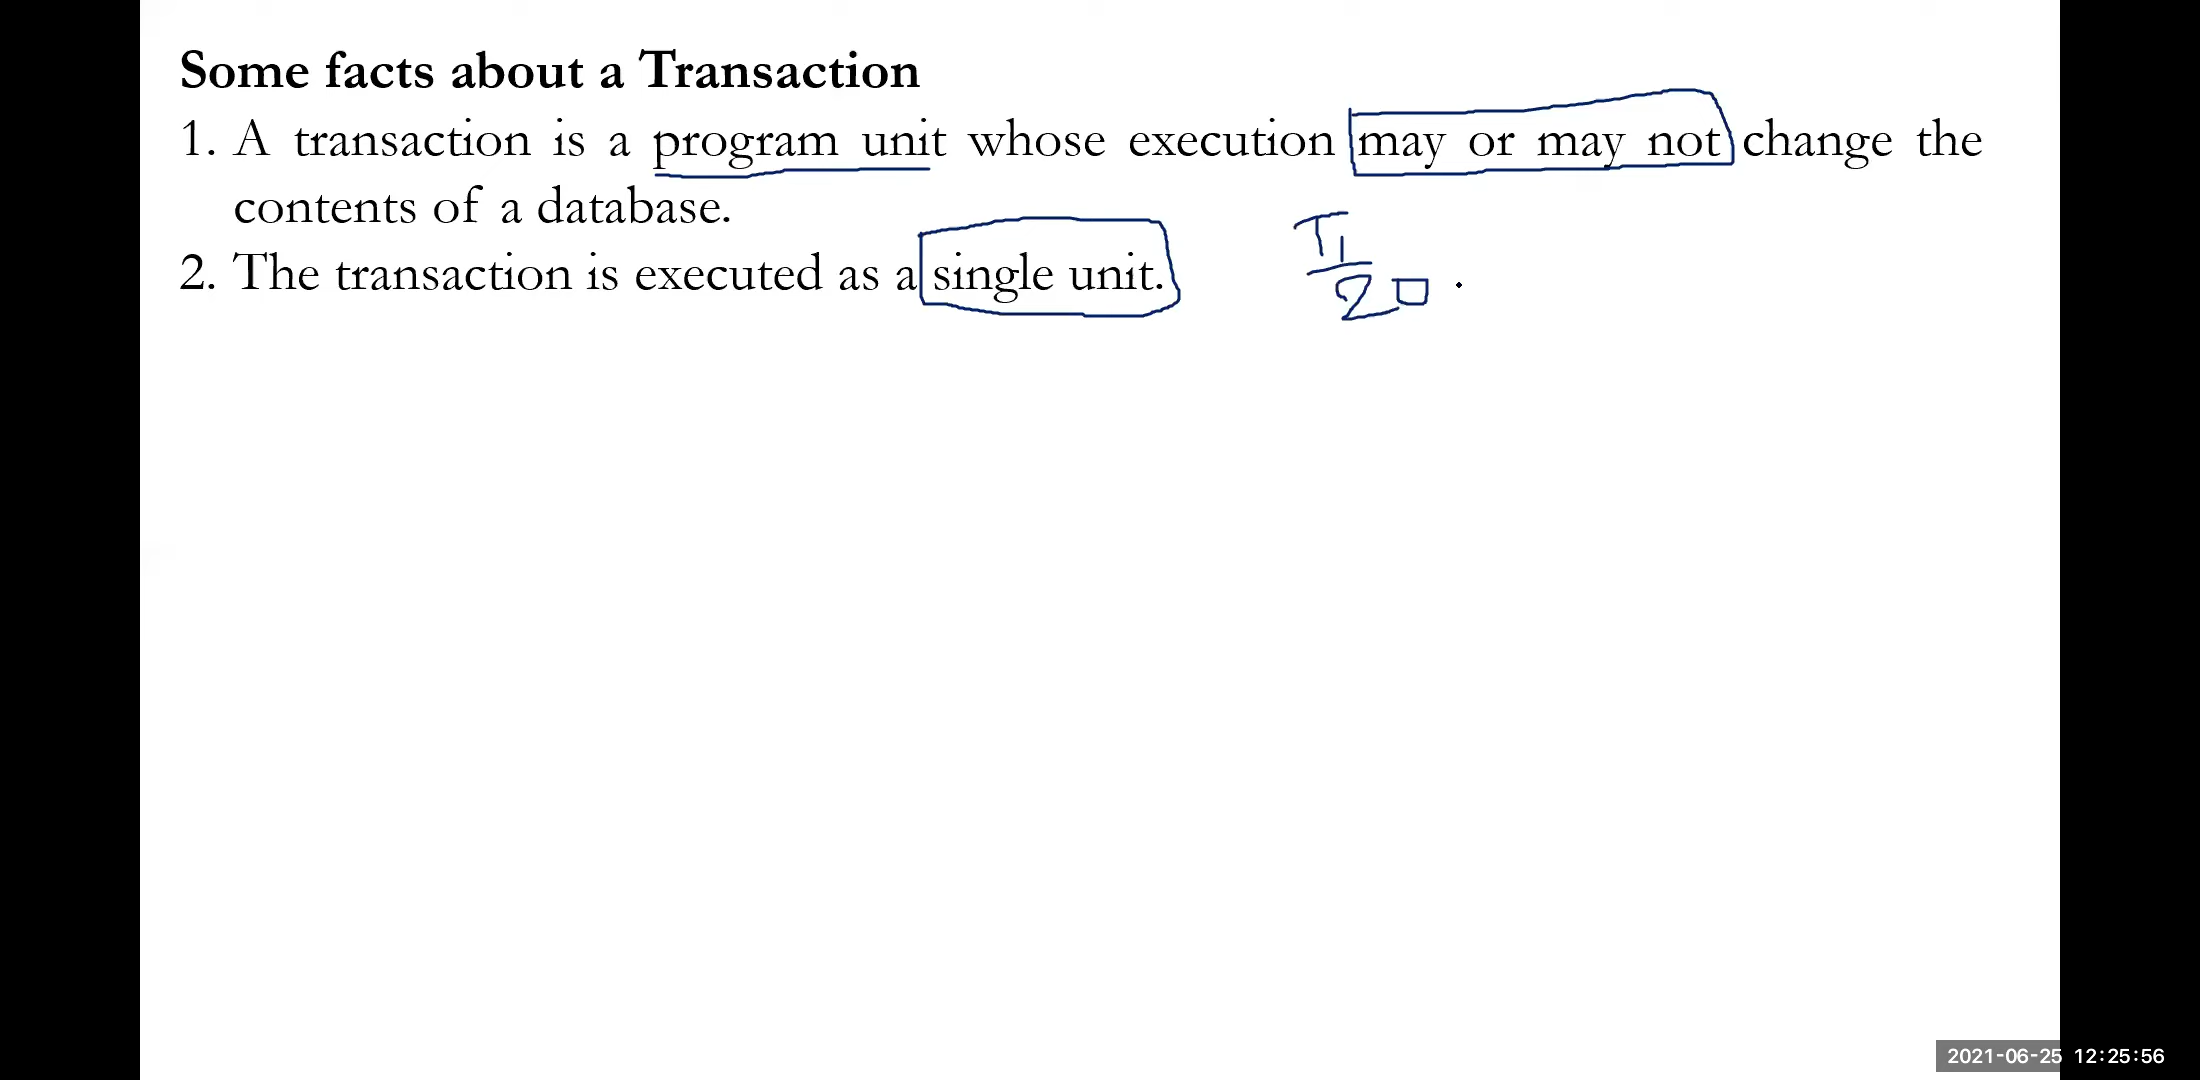 Some facts about a Transaction
1. A transaction is a program unit whose execution may or may not change the
contents of a database.
2. The transaction is executed as a single unit.
T1
20
2021-06-25 12:25:56